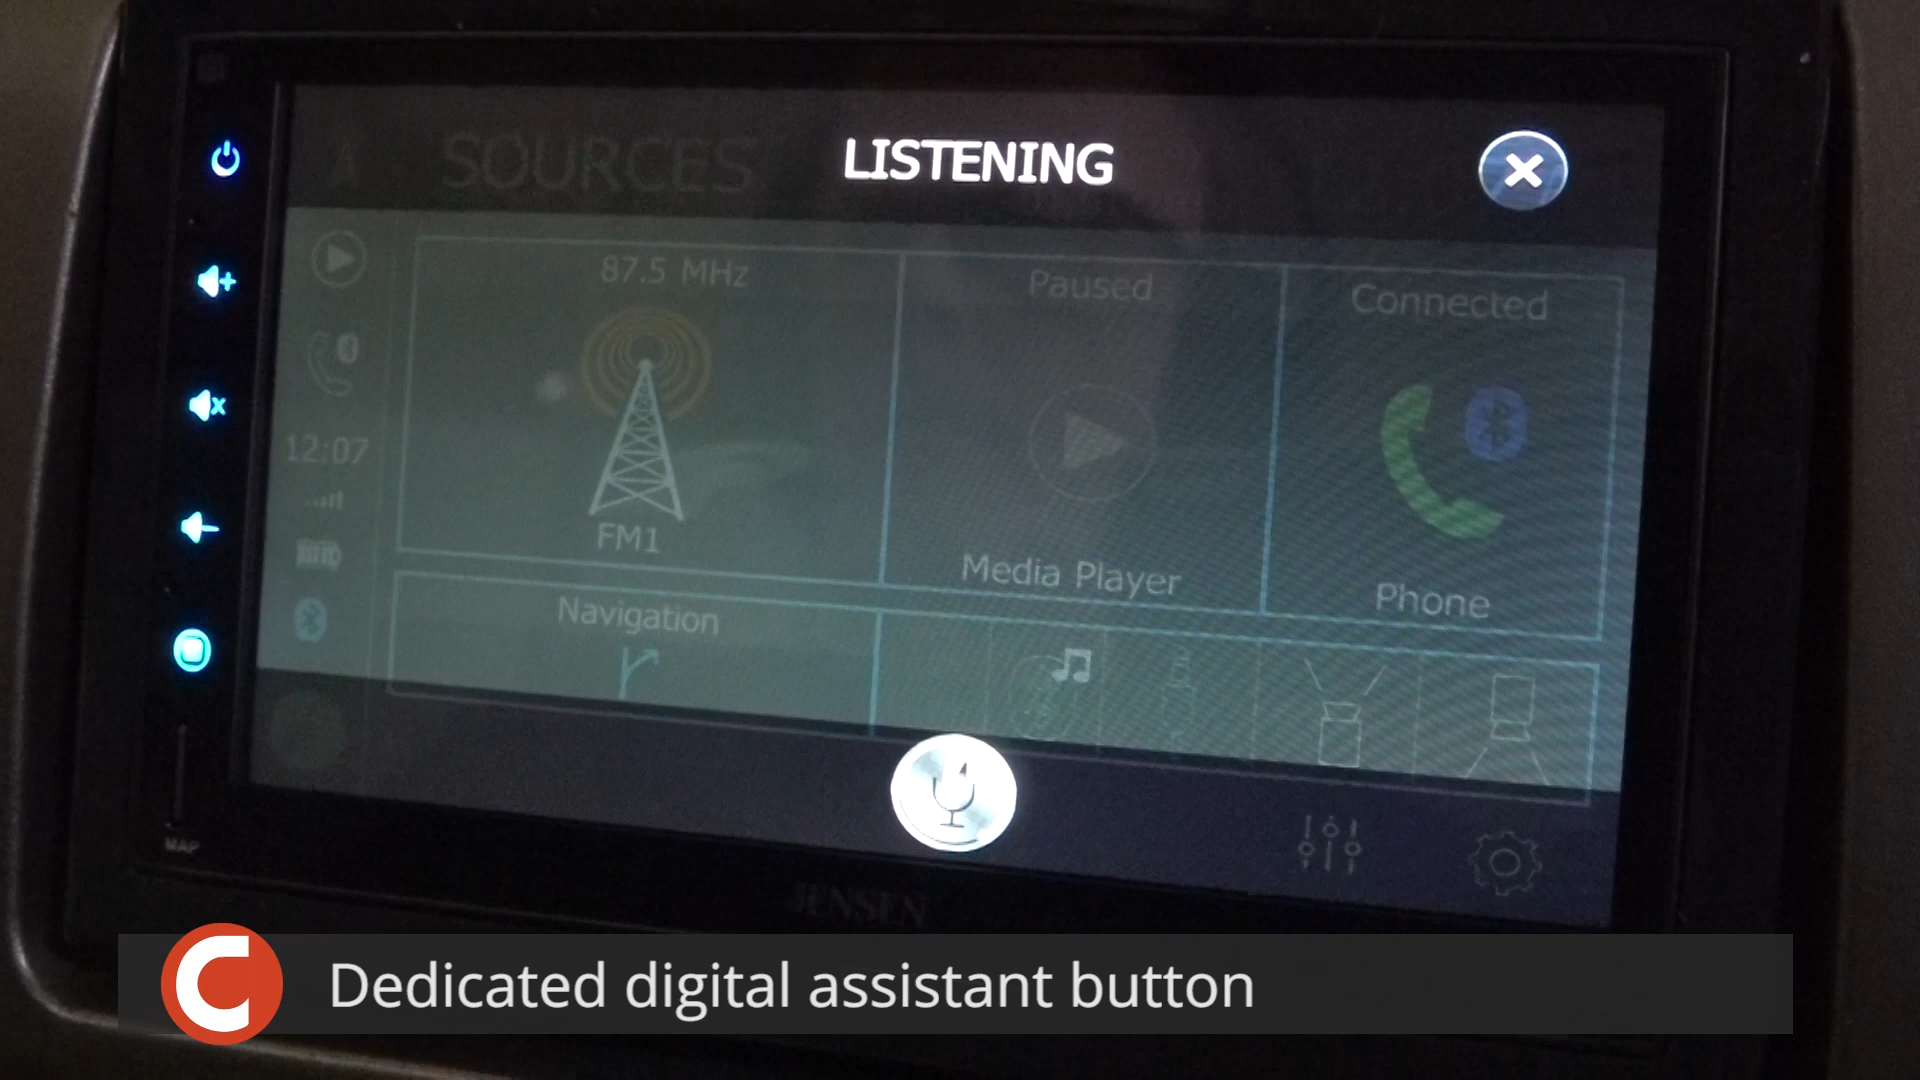 SOURCES
LISTENING
87.5 MHz
Paused
Connected
12:07
FM1
Media Player
Phone
Navigation
MAP
JENSEN
C
Dedicated digital assistant button